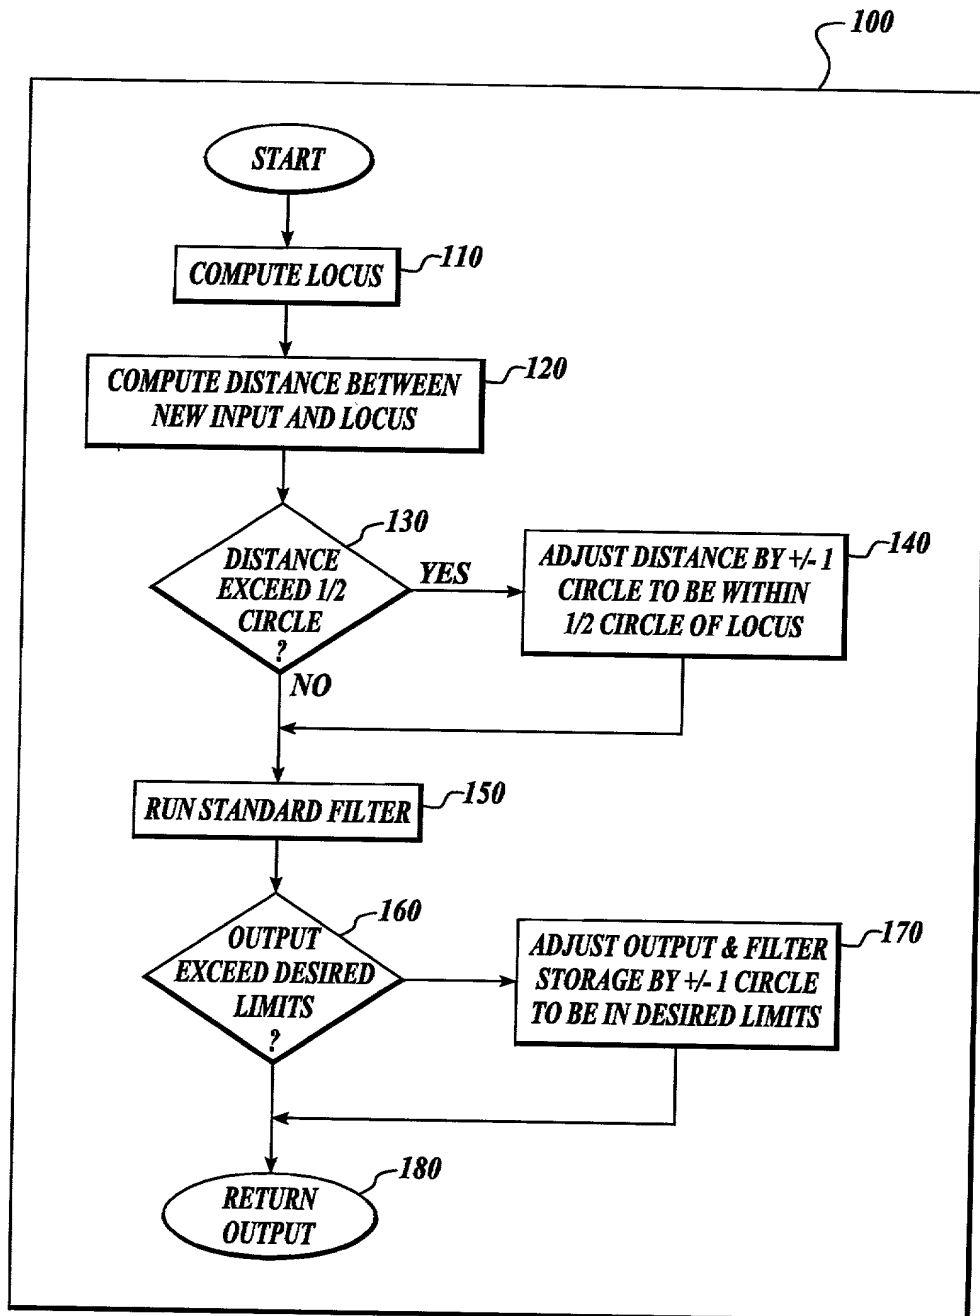 100
START
COMPUTE LOCUS
110
COMPUTE DISTANCE BETWEEN
NEW INPUT AND LOCUS
120
DISTANCE
EXCEED 1/2
CIRCLE
?
130
YES
NO
ADJUST DISTANCE BY +/- 1
CIRCLE TO BE WITHIN
1/2 CIRCLE OF LOCUS
140
RUN STANDARD FILTER
150
OUTPUT
EXCEED DESIRED
LIMITS
?
160
ADJUST OUTPUT & FILTER
STORAGE BY +/- 1 CIRCLE
TO BE IN DESIRED LIMITS
170
RETURN
OUTPUT
180